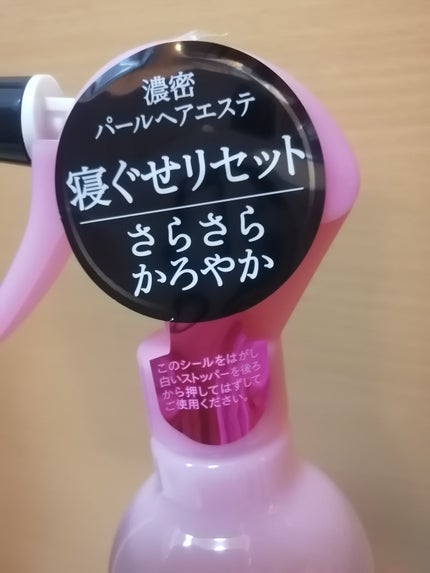 濃密
パールヘアエステ
寝ぐせリセット
さらさら
かろやか
このシールをはがし
白いストッパーを後ろ
から押してはずして
ご使用ください。